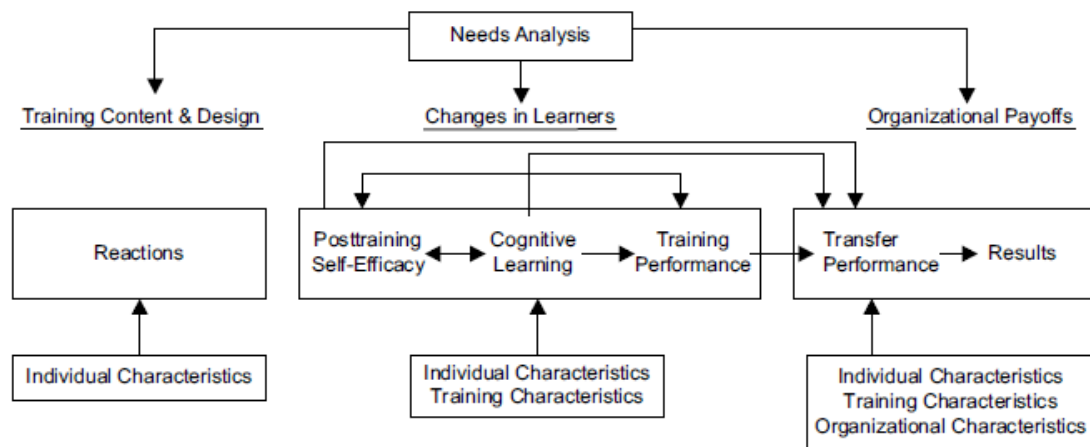 Needs Analysis
Training Content & Design
Changes in Learners
Organizational Payoffs
Reactions
Posttraining
Self-Efficacy
Cognitive
Learning
Training
Performance
Transfer
Performance
Results
Individual Characteristics
Individual Characteristics
Training Characteristics
Individual Characteristics
Training Characteristics
Organizational Characteristics